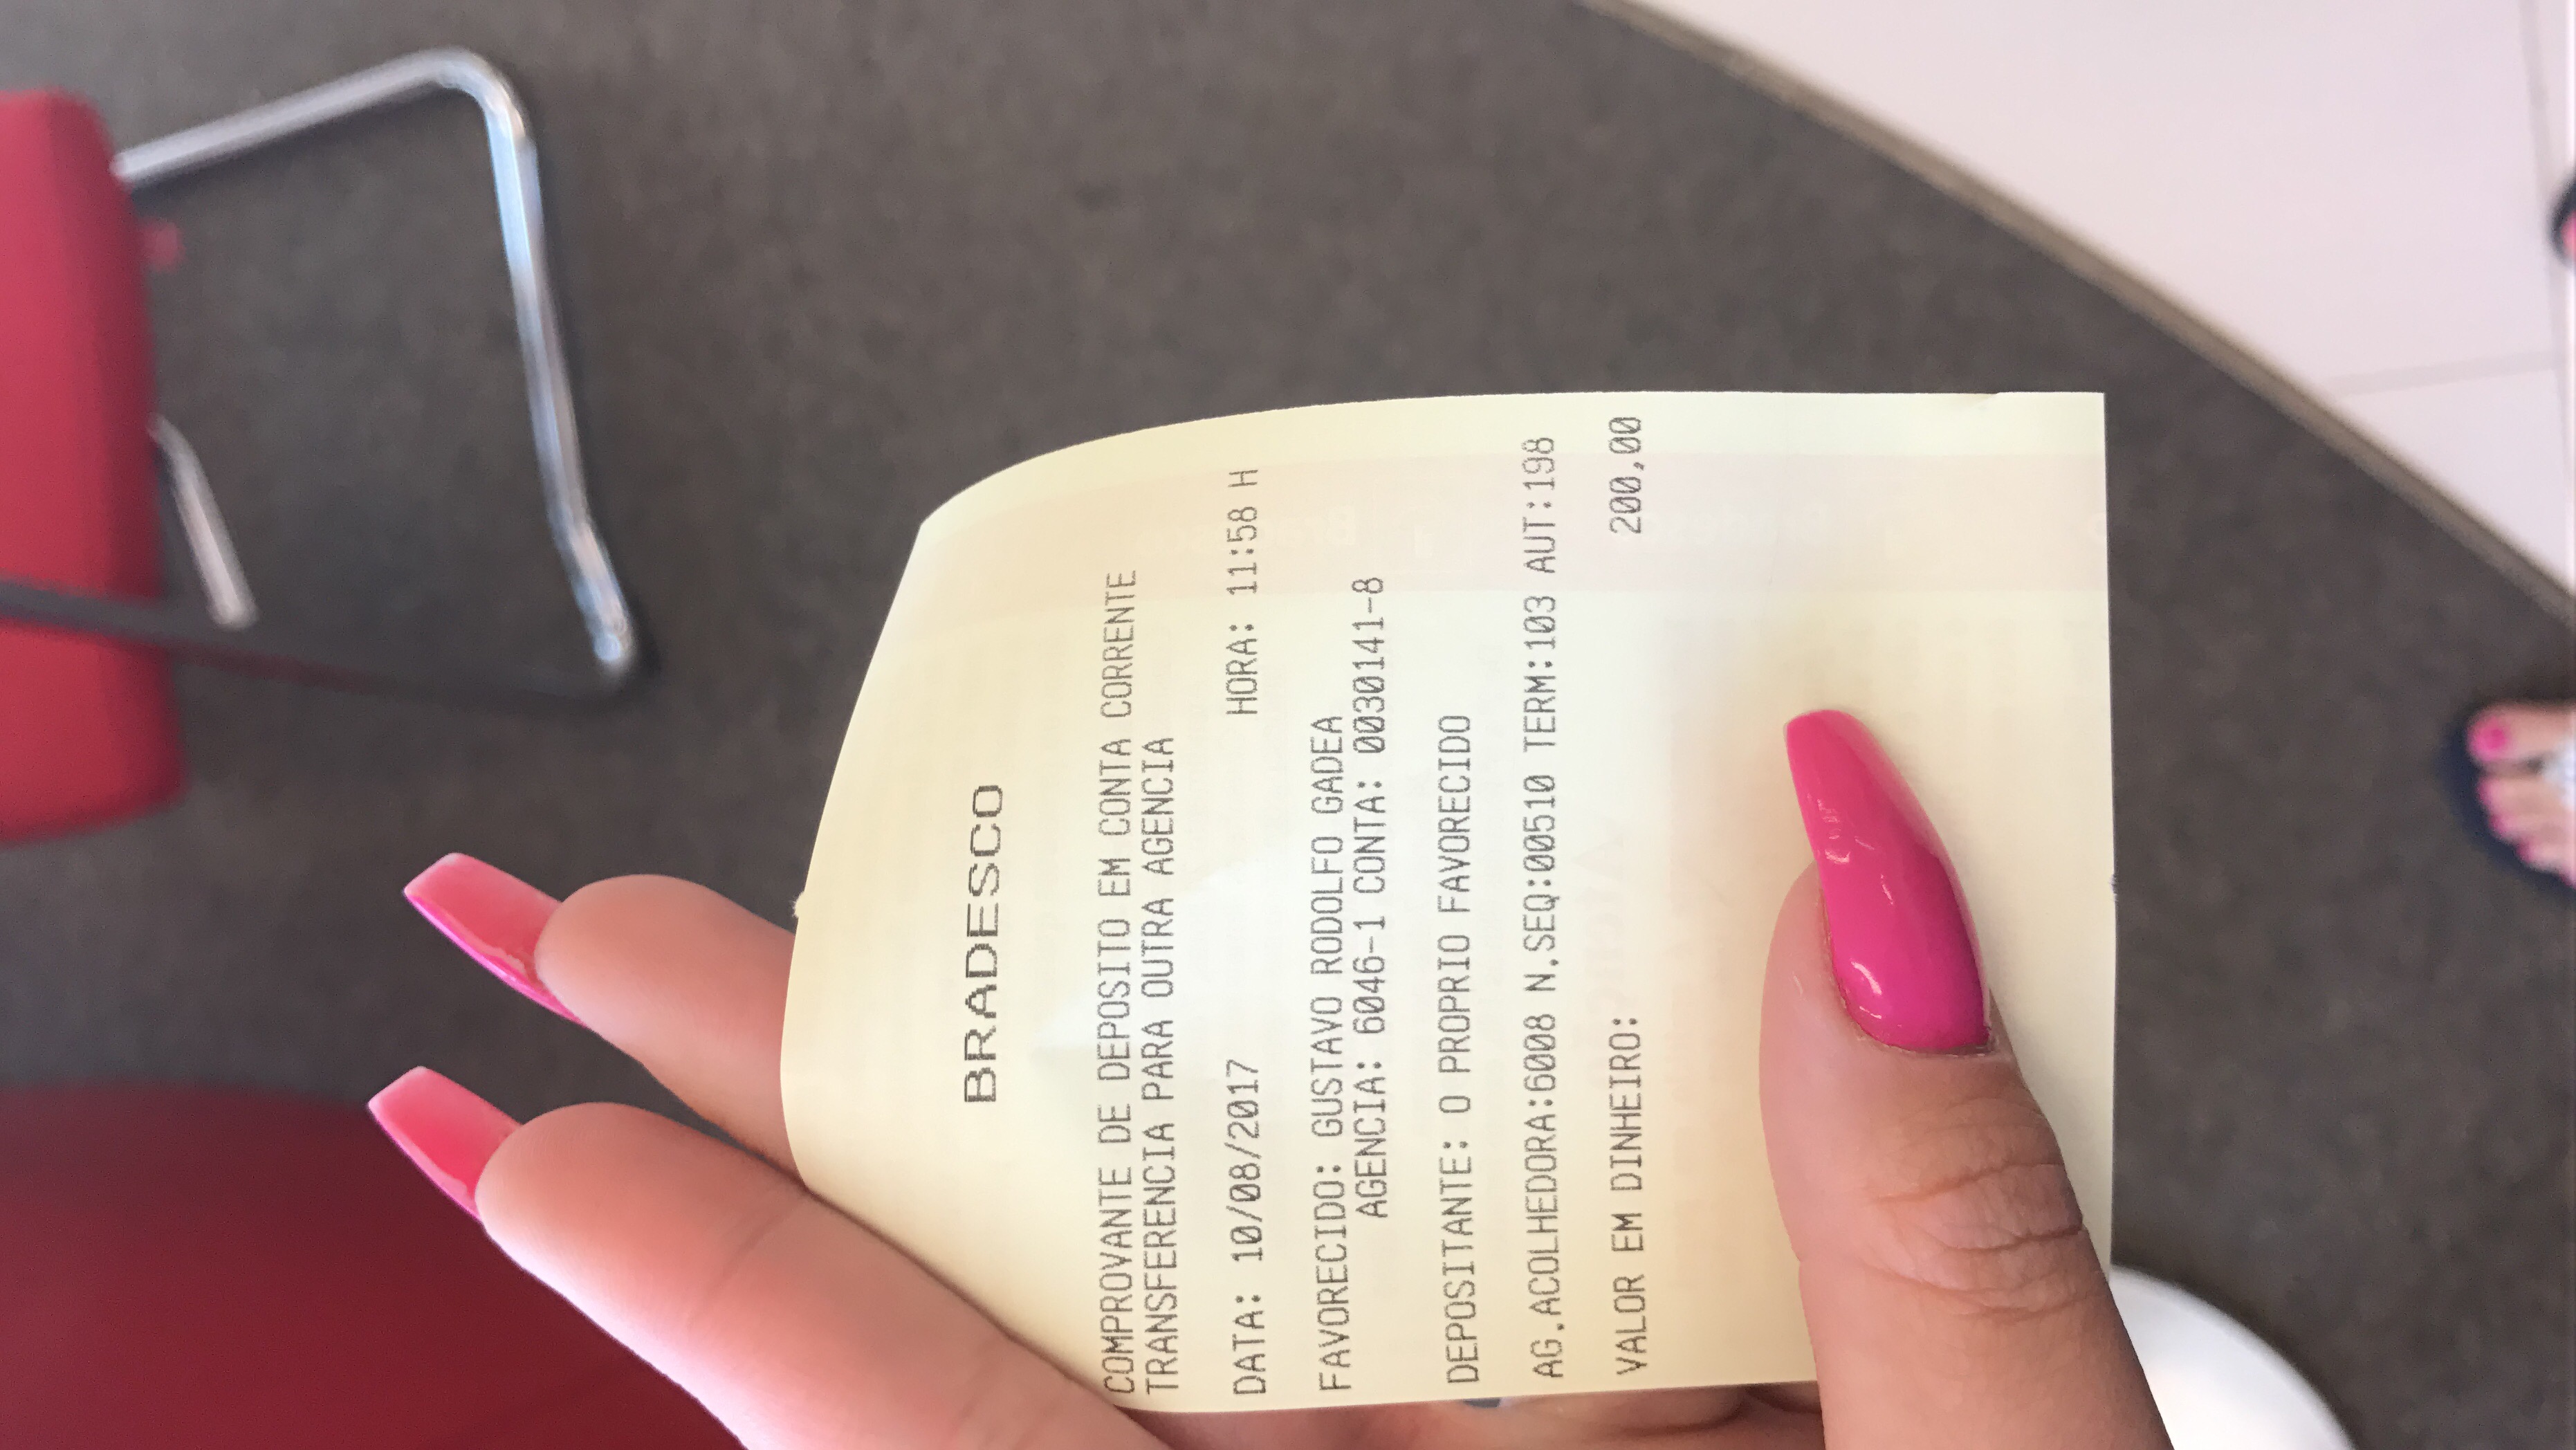 BRADESCO
COMPROVANTE DE DEPOSITO EM CONTA CORRENTE
TRANSFERENCIA PARA OUTRA AGENCIA
DATA: 10/08/2017 HORA: 11:58 H
FAVORECIDO: GUSTAVO RODOLFO GADEA
AGENCIA: 6046-1 CONTA: 0030141-8
DEPOSITANTE: O PROPRIO FAVORECIDO
AG.ACOLHEDORA:6008 N.SEQ:00510 TERM:103 AUT:198
VALOR EM DINHEIRO: 200,00